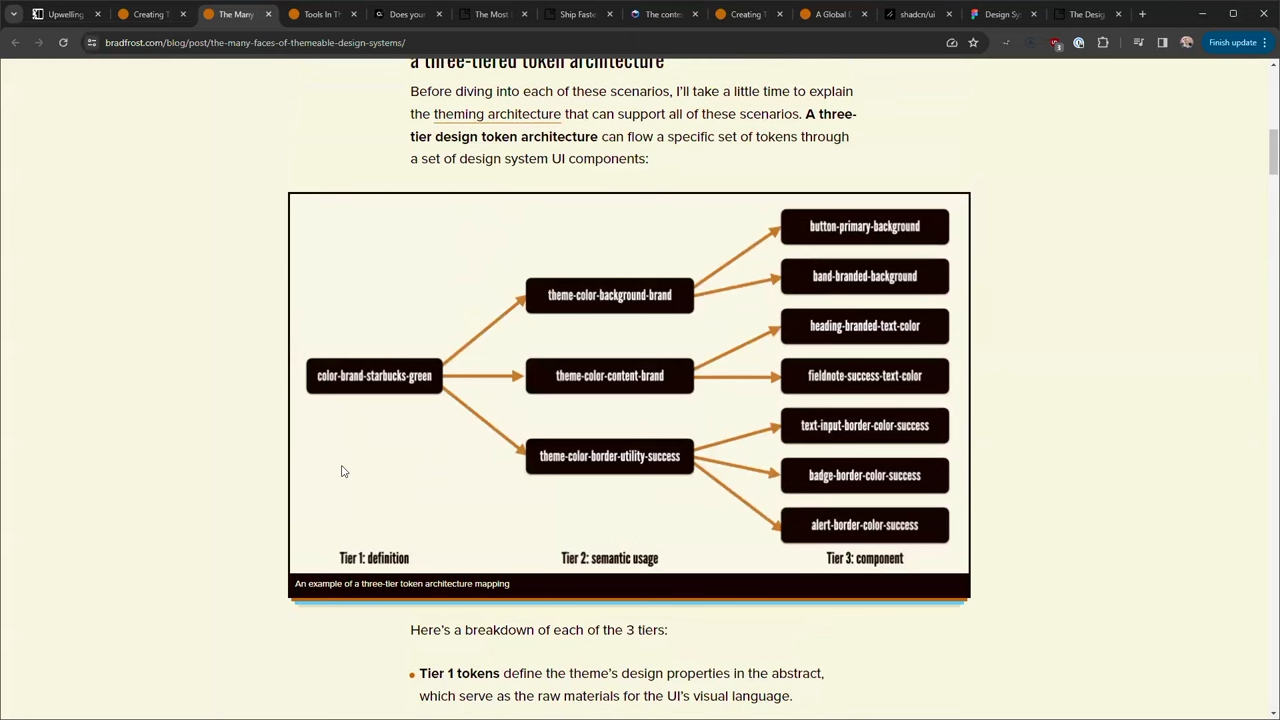 Upwelling
Creating T
The Many
Tools In Th
Does your
The Most I
Ship Faste
The conte
Creating T
A Global D
shadcn/ui
Design Sy
The Desig
bradfrost.com/blog/post/the-many-faces-of-themeable-design-systems/
3
Finish update
a three-tiered token architecture
Before diving into each of these scenarios, I’ll take a little time to explain
the theming architecture that can support all of these scenarios. A three-
tier design token architecture can flow a specific set of tokens through
a set of design system UI components:
button-primary-background
band-branded-background
theme-color-background-brand
heading-branded-text-color
color-brand-starbucks-green
theme-color-content-brand
fieldnote-success-text-color
text-input-border-color-success
theme-color-border-utility-success
badge-border-color-success
alert-border-color-success
Tier 1: definition
Tier 2: semantic usage
Tier 3: component
An example of a three-tier token architecture mapping
Here’s a breakdown of each of the 3 tiers:
Tier 1 tokens define the theme’s design properties in the abstract,
which serve as the raw materials for the UI’s visual language.